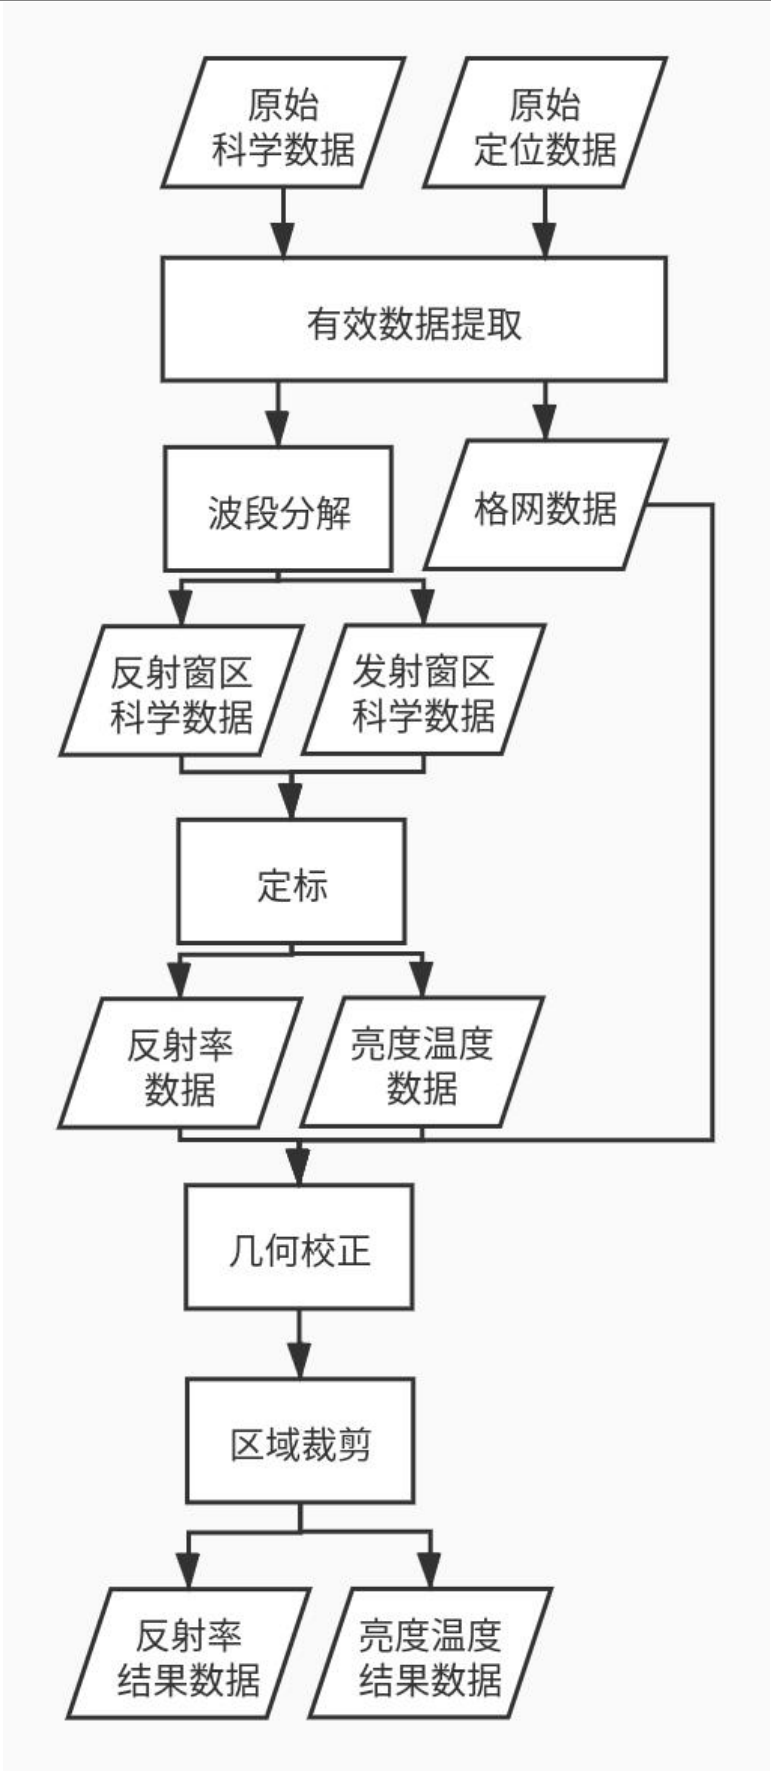 原始
科学数据
原始
定位数据
有效数据提取
波段分解
格网数据
反射窗区
科学数据
发射窗区
科学数据
定标
反射率
数据
亮度温度
数据
几何校正
区域裁剪
反射率
结果数据
亮度温度
结果数据